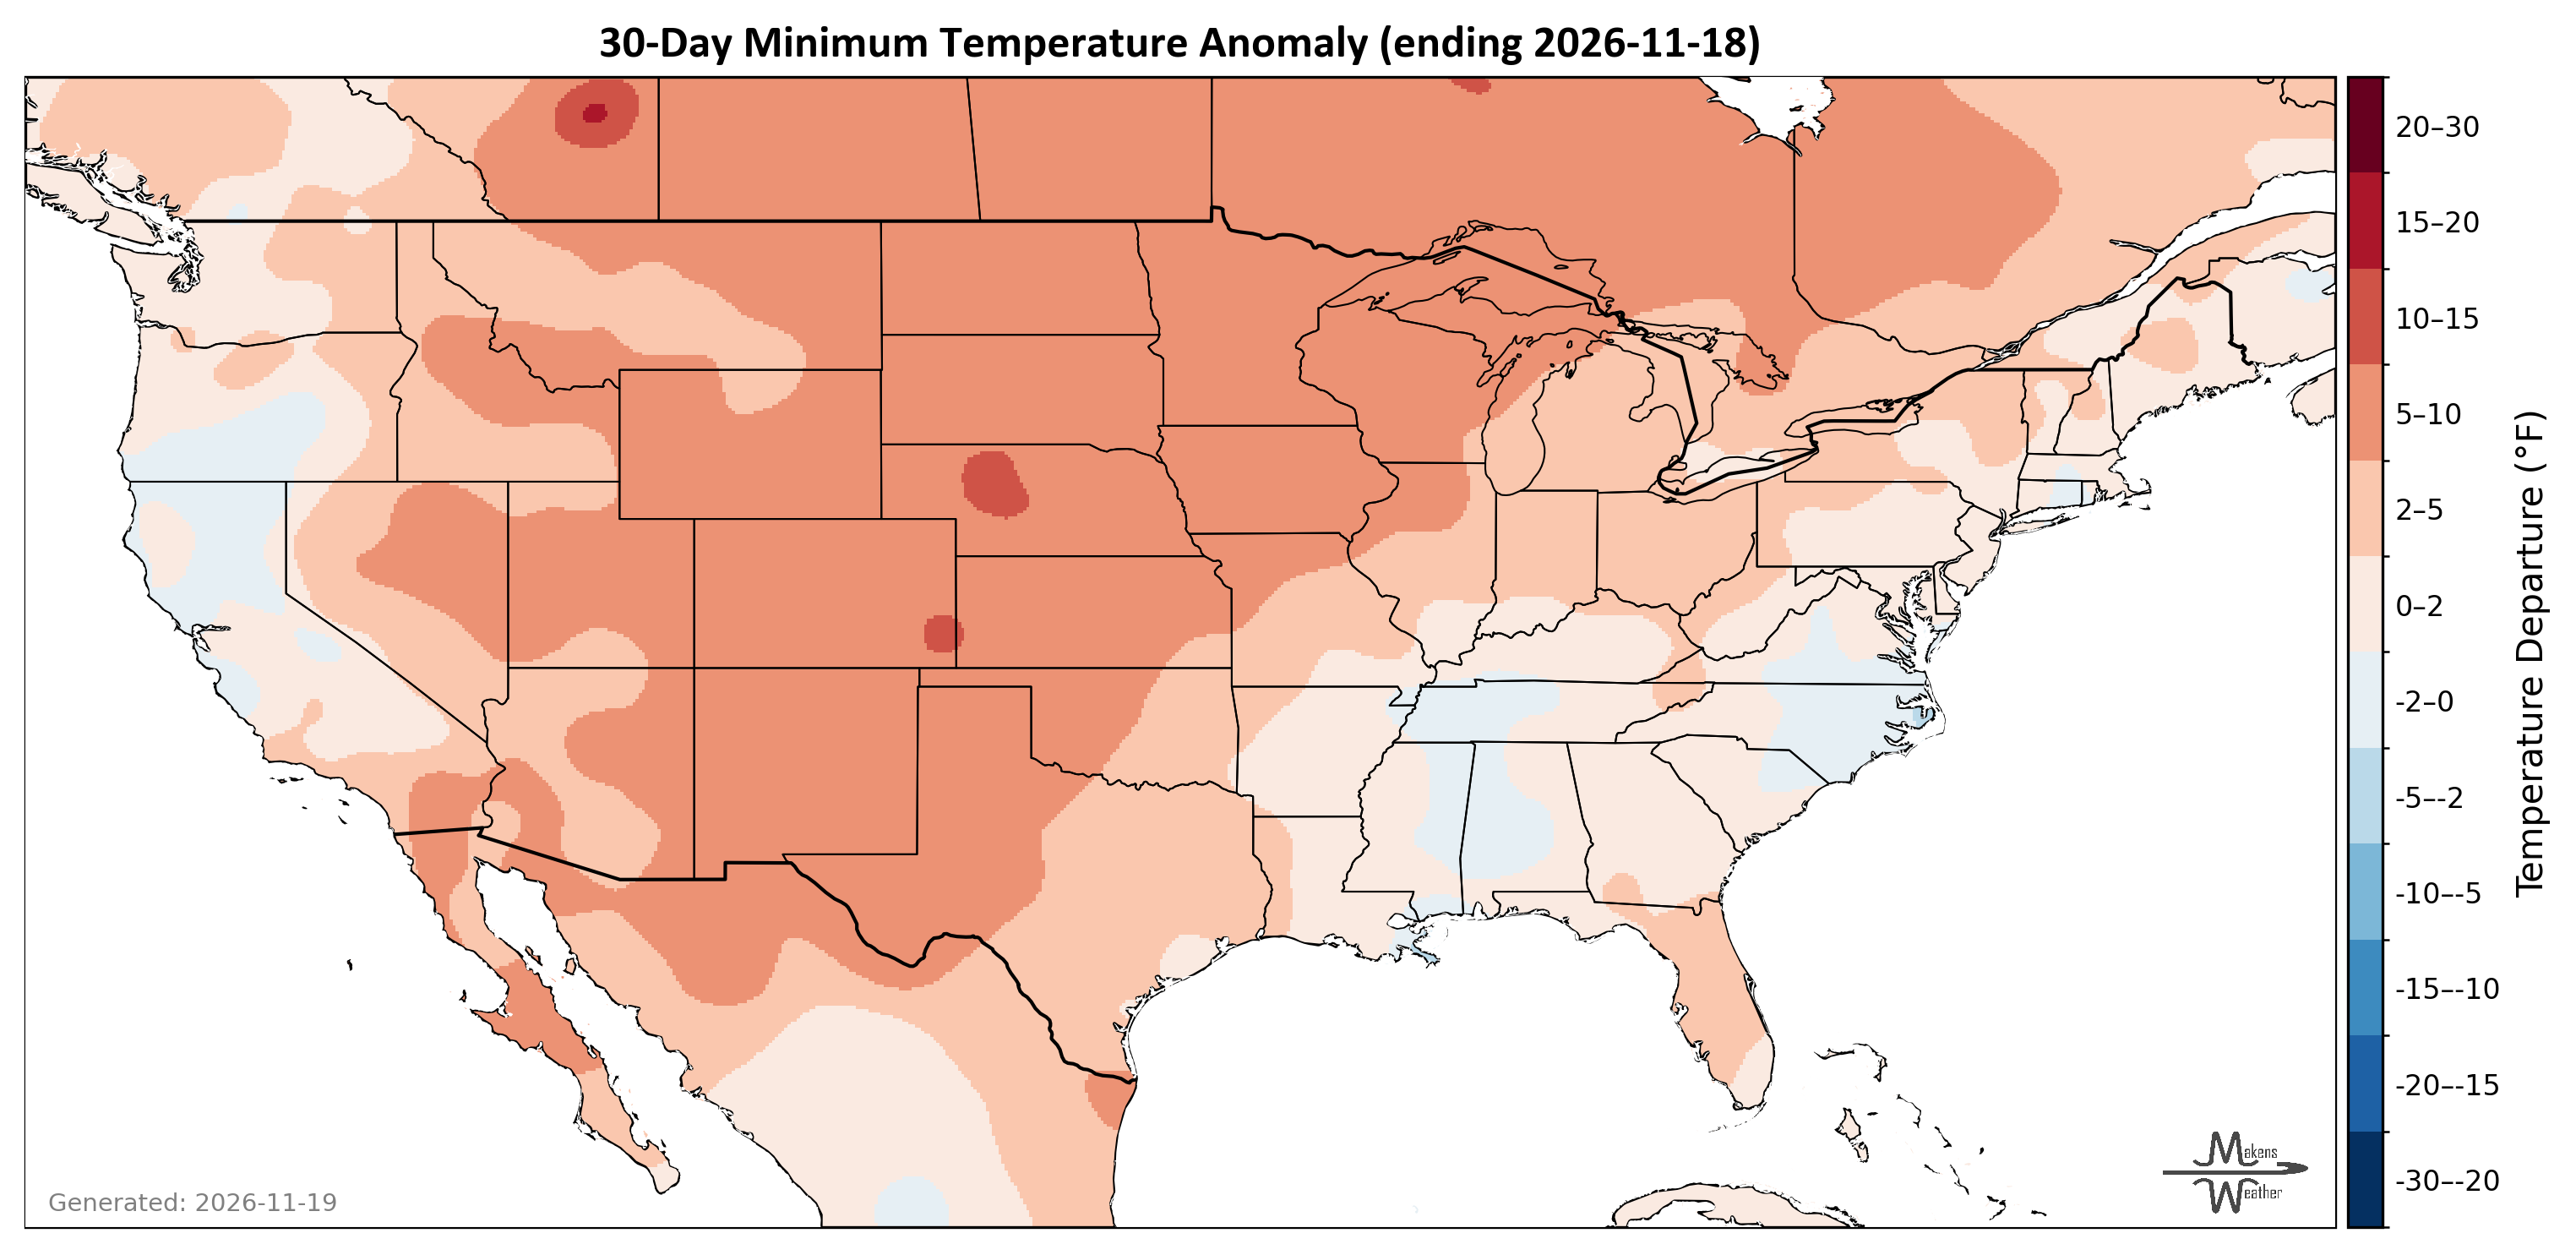 30-Day Minimum Temperature Anomaly (ending 2026-11-18)
20–30
15–20
10–15
5–10
2–5
0–2
-2–0
-5–-2
-10–-5
-15–-10
-20–-15
-30–-20
Temperature Departure (°F)
Generated: 2026-11-19
Makens
Weather